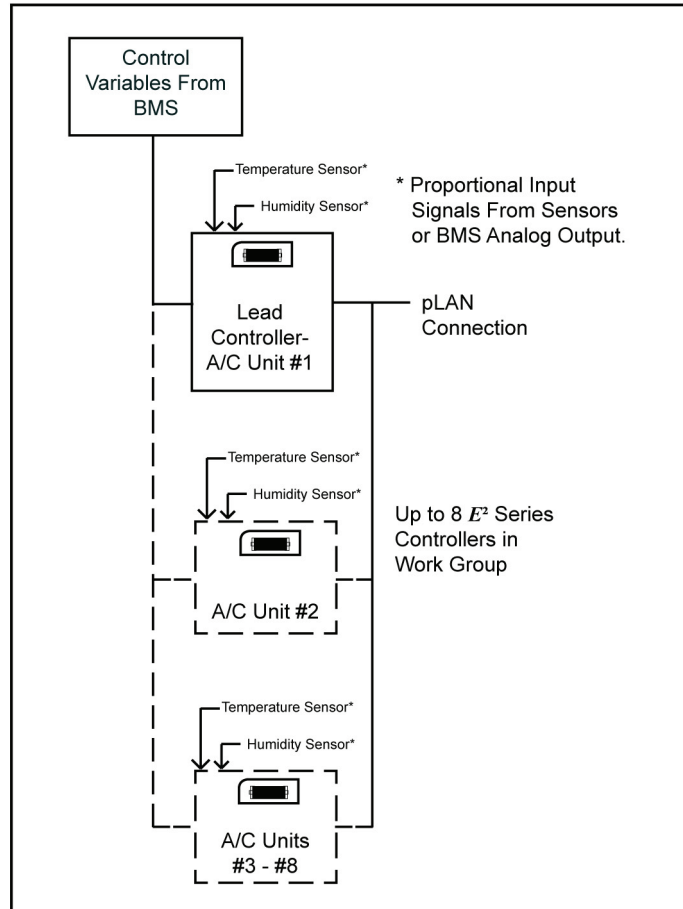 Control
Variables From
BMS
Temperature Sensor*
Humidity Sensor*
* Proportional Input
Signals From Sensors
or BMS Analog Output.
Lead
Controller-
A/C Unit #1
pLAN
Connection
Temperature Sensor*
Humidity Sensor*
Up to 8 E² Series
Controllers in
Work Group
A/C Unit #2
Temperature Sensor*
Humidity Sensor*
A/C Units
#3 - #8